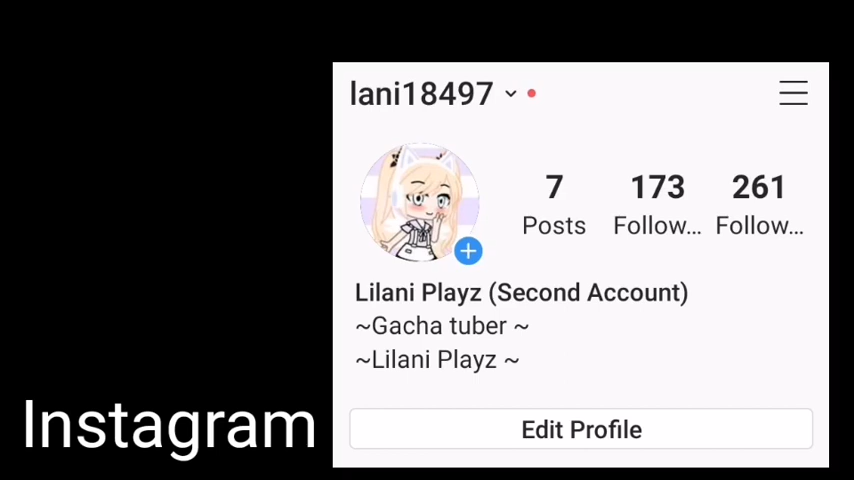 lani18497
7 173 261
Posts Follow... Follow...
Lilani Playz (Second Account)
~Gacha tuber ~
~Lilani Playz ~
Edit Profile
Instagram